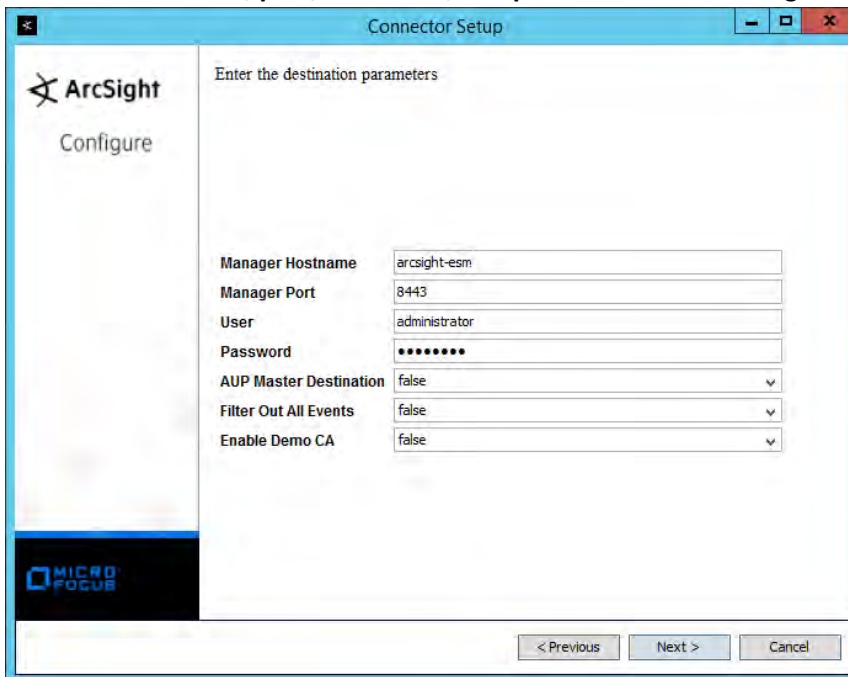 Connector Setup
ArcSight
Configure
Enter the destination parameters
Manager Hostname arcsight-esm
Manager Port 8443
User administrator
Password ••••••••
AUP Master Destination false
Filter Out All Events false
Enable Demo CA false
MICRO
FOCUS
< Previous Next > Cancel